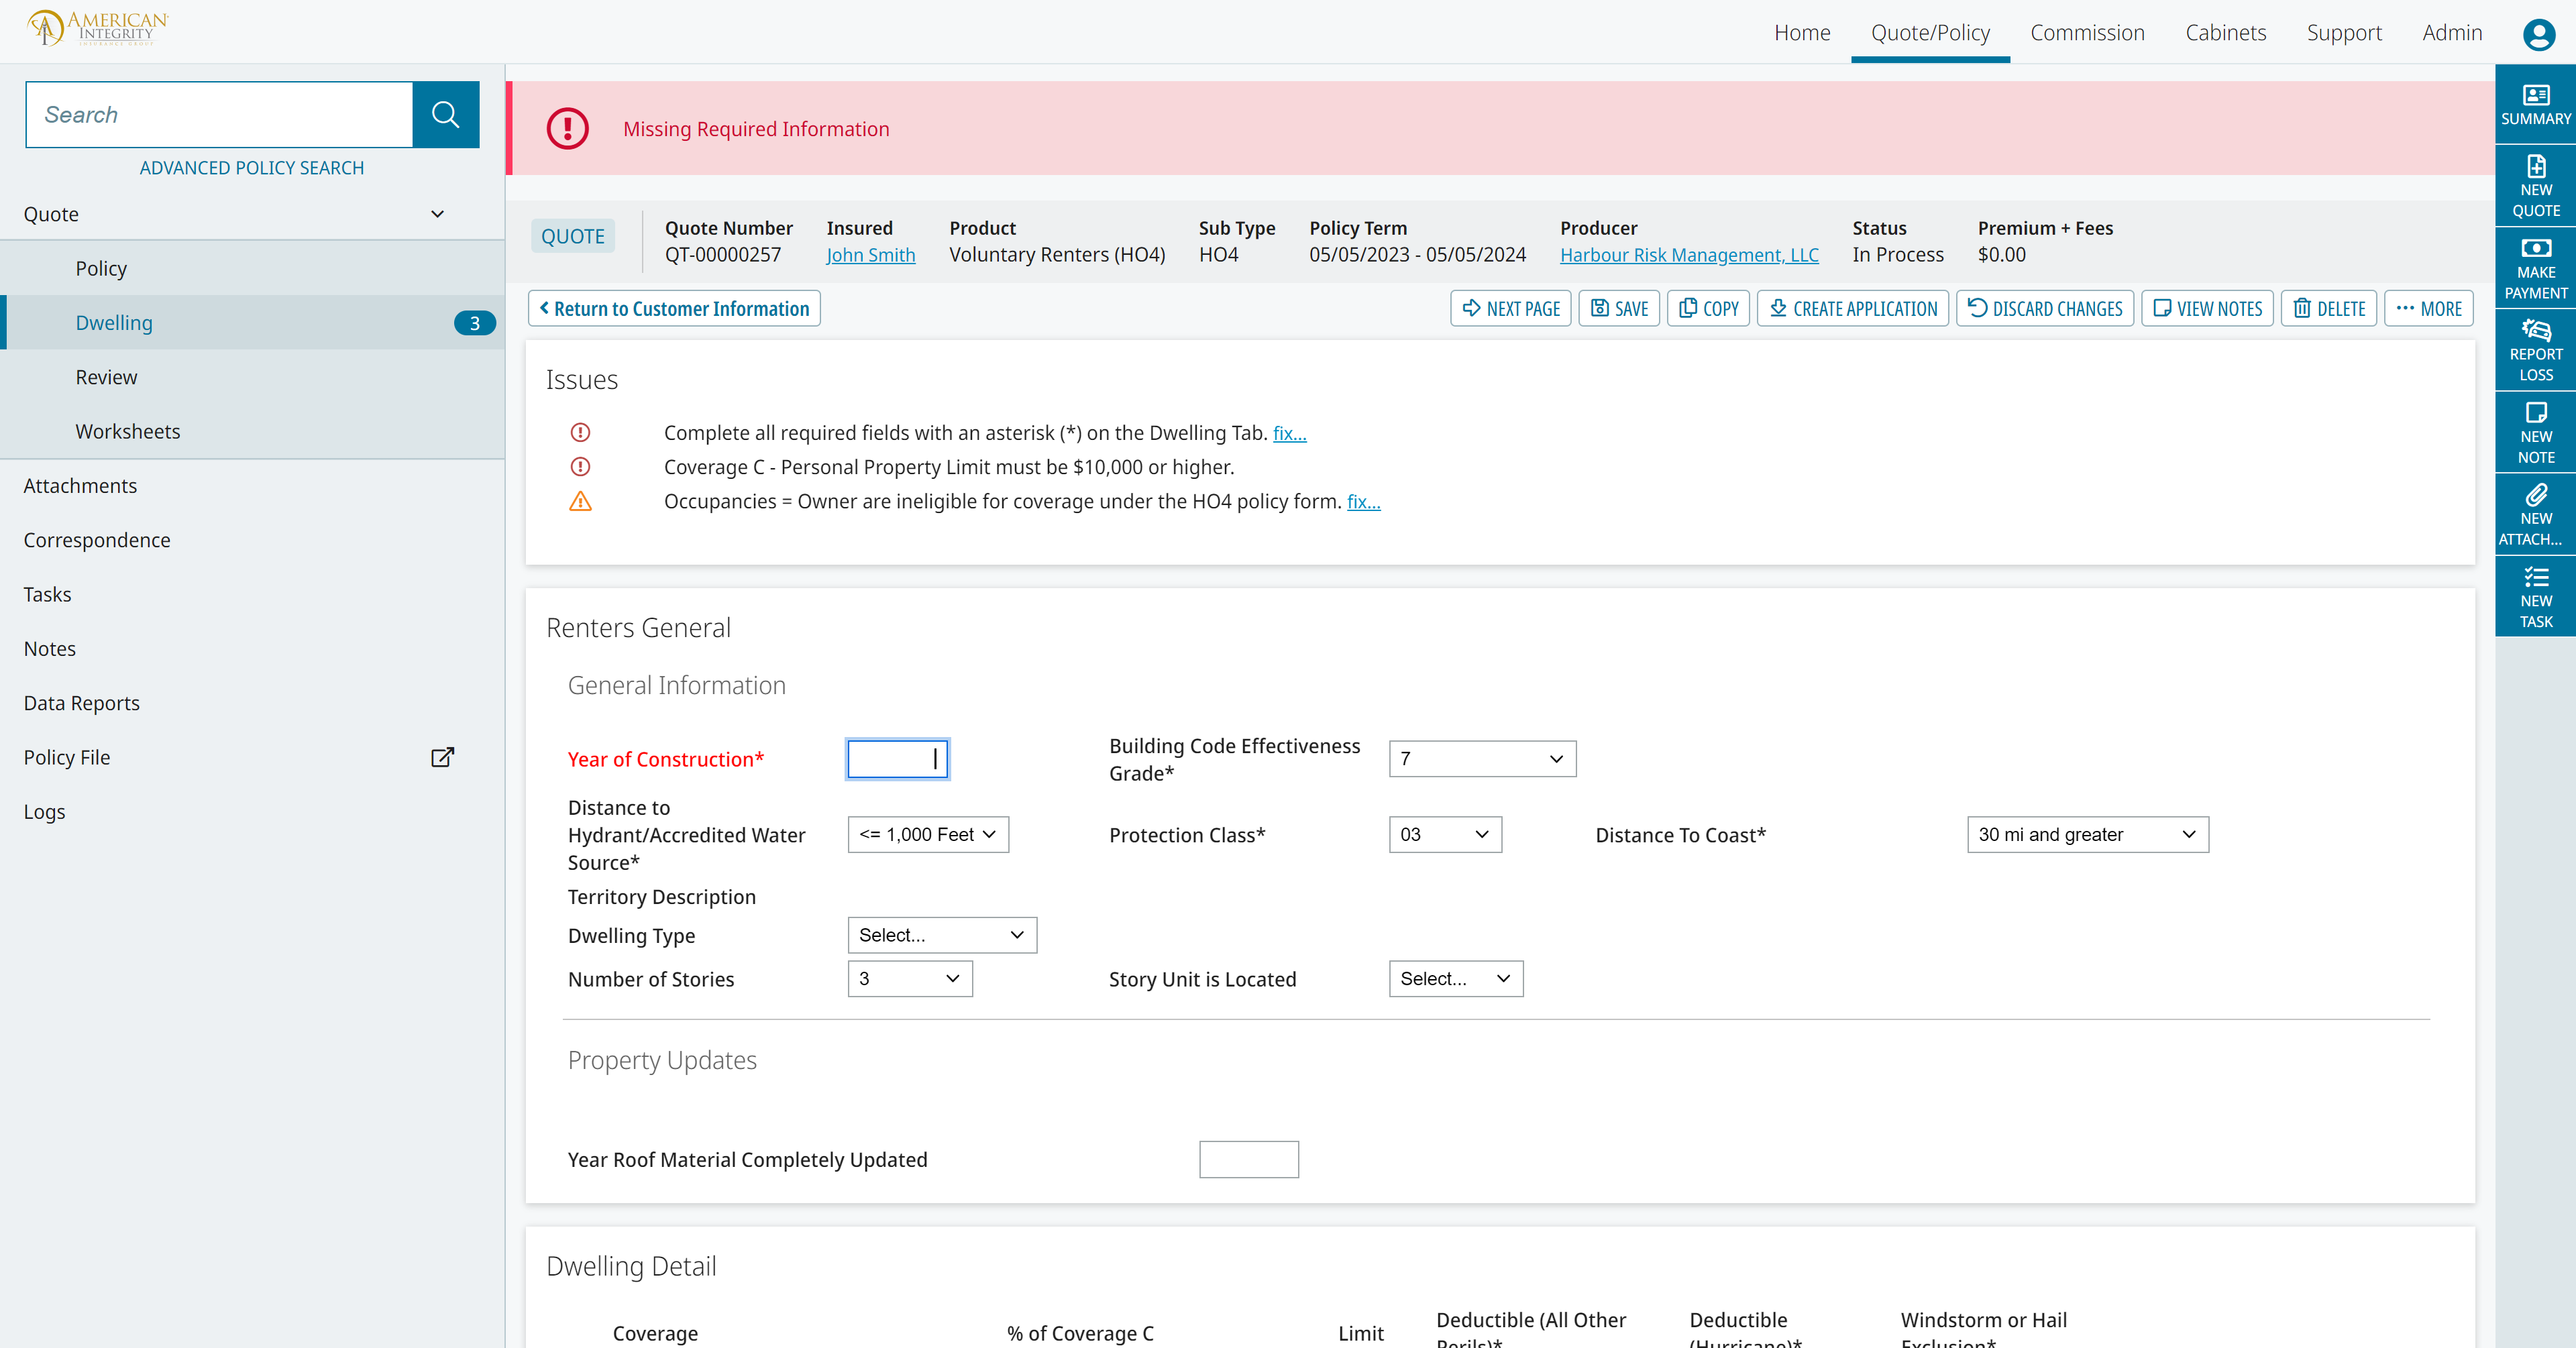 AMERICAN
INTEGRITY
INSURANCE GROUP
Home
Quote/Policy
Commission
Cabinets
Support
Admin
Search
ADVANCED POLICY SEARCH
Quote
Policy
Dwelling 3
Review
Worksheets
Attachments
Correspondence
Tasks
Notes
Data Reports
Policy File
Logs
Missing Required Information
QUOTE
Quote Number Insured Product Sub Type Policy Term Producer Status Premium + Fees
QT-00000257 John Smith Voluntary Renters (HO4) HO4 05/05/2023 - 05/05/2024 Harbour Risk Management, LLC In Process $0.00
Return to Customer Information
NEXT PAGE
SAVE
COPY
CREATE APPLICATION
DISCARD CHANGES
VIEW NOTES
DELETE
MORE
Issues
Complete all required fields with an asterisk (*) on the Dwelling Tab. fix...
Coverage C - Personal Property Limit must be $10,000 or higher.
Occupancies = Owner are ineligible for coverage under the HO4 policy form. fix...
Renters General
General Information
Year of Construction*
Building Code Effectiveness
Grade*
7
Distance to
Hydrant/Accredited Water
Source*
<= 1,000 Feet
Protection Class*
03
Distance To Coast*
30 mi and greater
Territory Description
Dwelling Type
Select...
Number of Stories
3
Story Unit is Located
Select...
Property Updates
Year Roof Material Completely Updated
Dwelling Detail
Coverage
% of Coverage C
Limit
Deductible (All Other
Perils)*
Deductible
(Hurricane)*
Windstorm or Hail
Exclusion*
SUMMARY
NEW
QUOTE
MAKE
PAYMENT
REPORT
LOSS
NEW
NOTE
NEW
ATTACH...
NEW
TASK